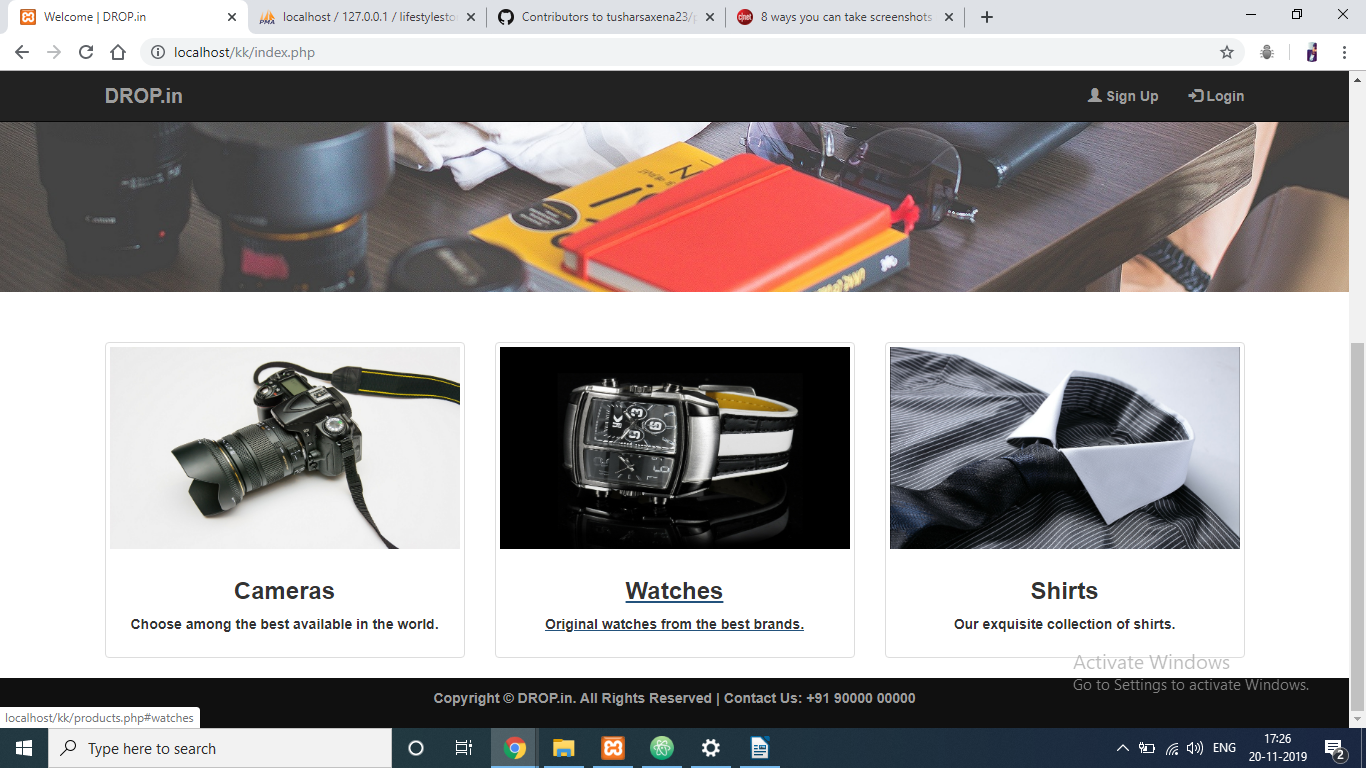 Welcome | DROP.in
localhost / 127.0.0.1 / lifestylesto
Contributors to tusharsaxena23/p
8 ways you can take screenshots
localhost/kk/index.php
DROP.in
Sign Up
Login
Cameras
Choose among the best available in the world.
Watches
Original watches from the best brands.
Shirts
Our exquisite collection of shirts.
Activate Windows
Go to Settings to activate Windows.
Copyright © DROP.in. All Rights Reserved | Contact Us: +91 90000 00000
localhost/kk/products.php#watches
Type here to search
ENG
17:26
20-11-2019
2